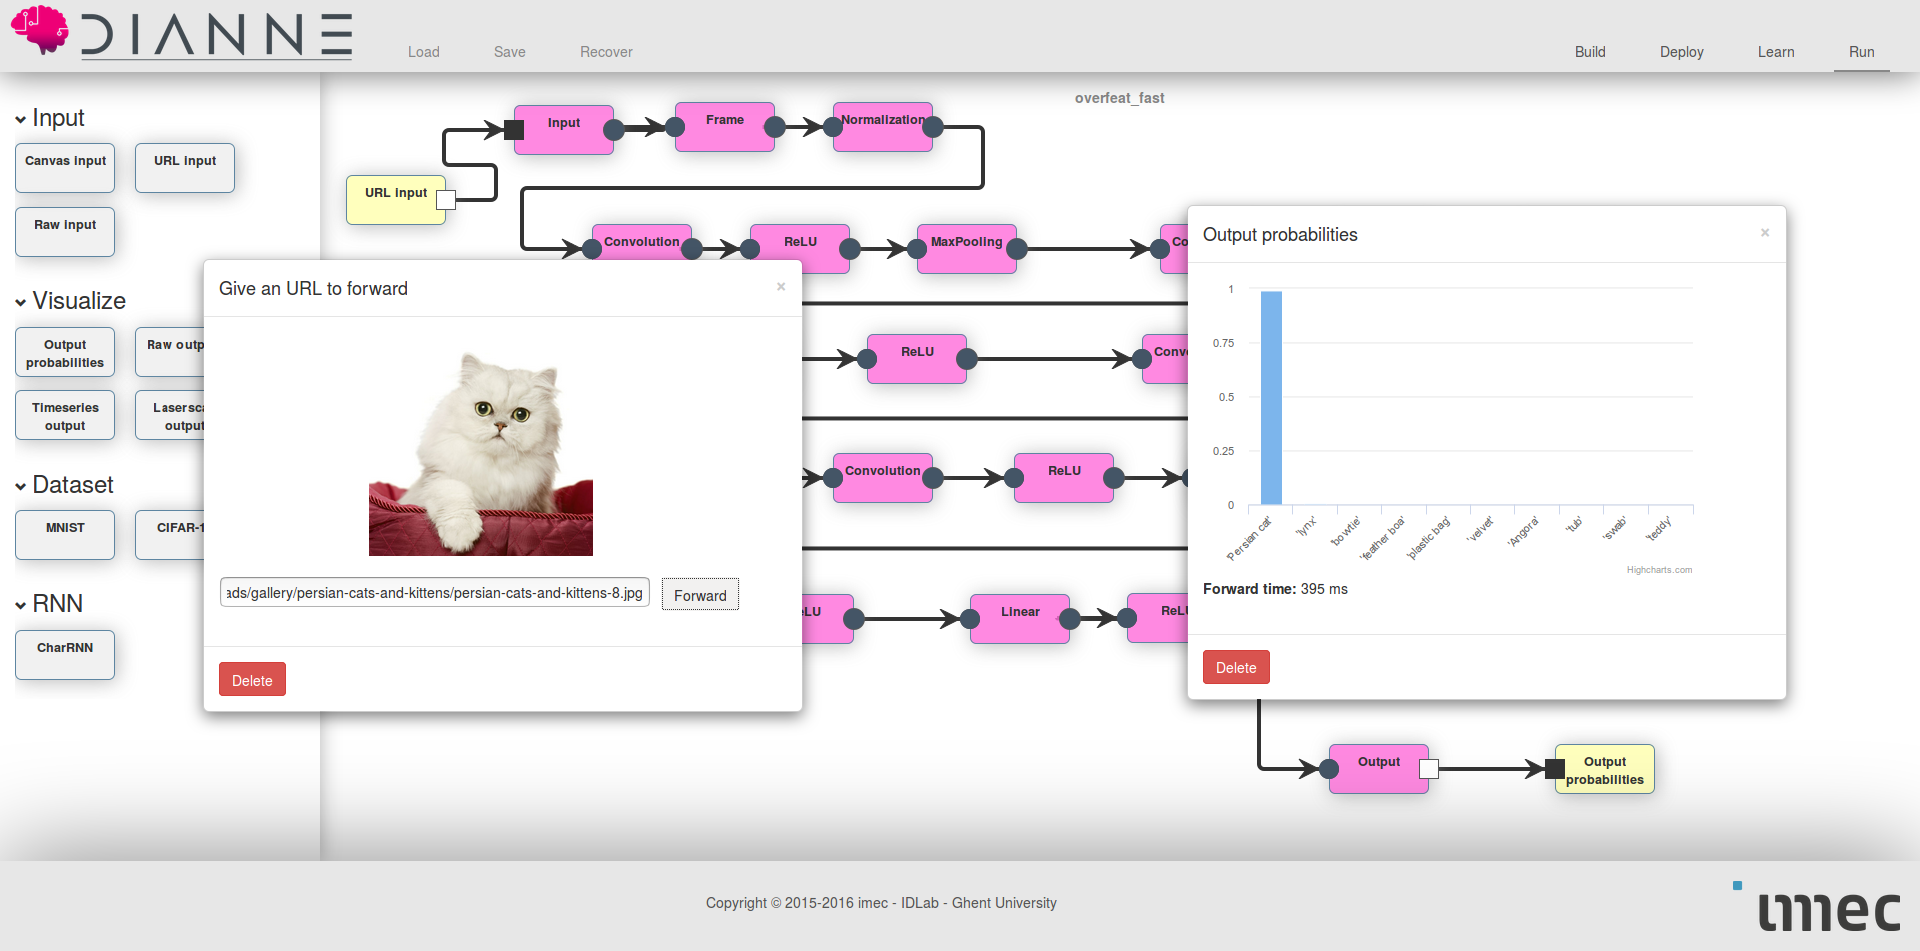 DIANNE
Load
Save
Recover
Build
Deploy
Learn
Run
overfeat_fast
Input
Canvas input
URL input
Raw input
Visualize
Output
probabilities
Raw outp
Timeseries
output
Lasersca
output
Dataset
MNIST
CIFAR-1
RNN
CharRNN
URL input
Input
Frame
Normalization
Convolution
ReLU
MaxPooling
Co
ReLU
Conv
Convolution
ReLU
eLU
Linear
ReLU
Output
Output
probabilities
Give an URL to forward
×
ads/gallery/persian-cats-and-kittens/persian-cats-and-kittens-8.jpg
Forward
Delete
Output probabilities
×
1
0.75
0.5
0.25
0
'Persian cat'
'lynx'
'bowtie'
'feather boa'
'plastic bag'
'velvet'
'Angora'
'tub'
'swab'
'teddy'
Highcharts.com
Forward time: 395 ms
Delete
Copyright © 2015-2016 imec - IDLab - Ghent University
imec